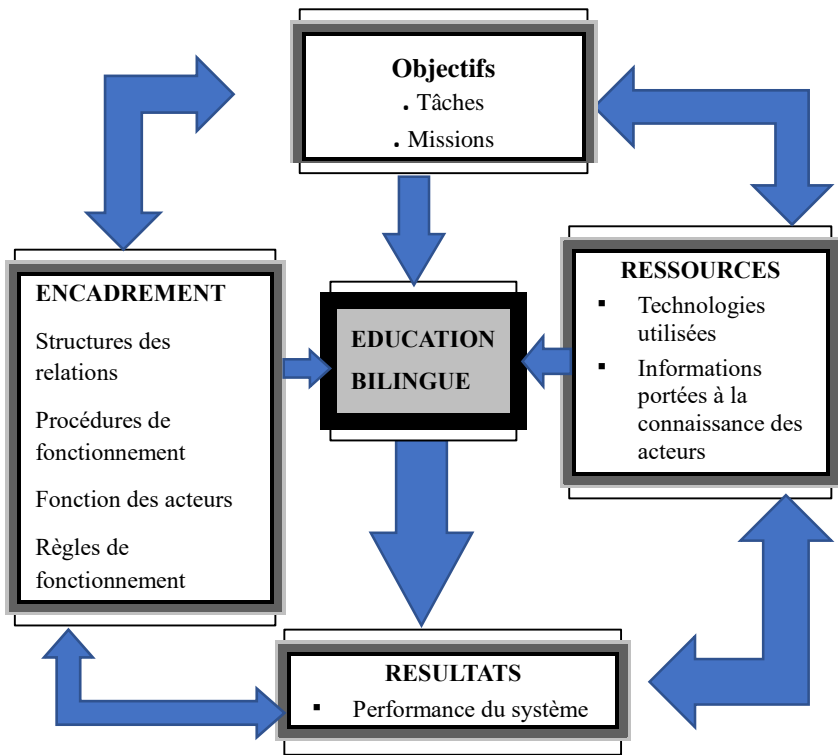 Objectifs
. Tâches
. Missions
ENCADREMENT
Structures des
relations
Procédures de
fonctionnement
Fonction des acteurs
Règles de
fonctionnement
EDUCATION
BILINGUE
RESSOURCES
▪ Technologies
utilisées
▪ Informations
portées à la
connaissance des
acteurs
RESULTATS
▪ Performance du système